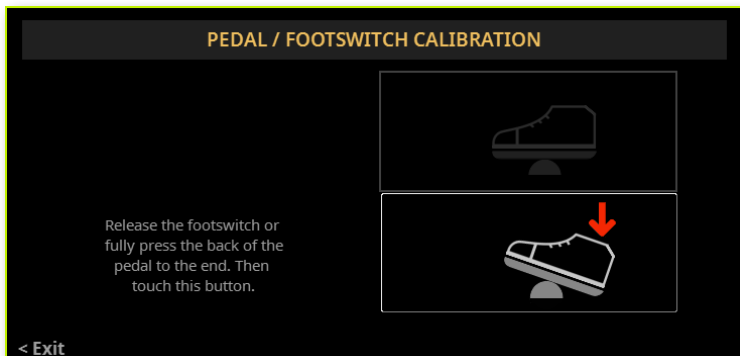 PEDAL / FOOTSWITCH CALIBRATION
Release the footswitch or
fully press the back of the
pedal to the end. Then
touch this button.
< Exit